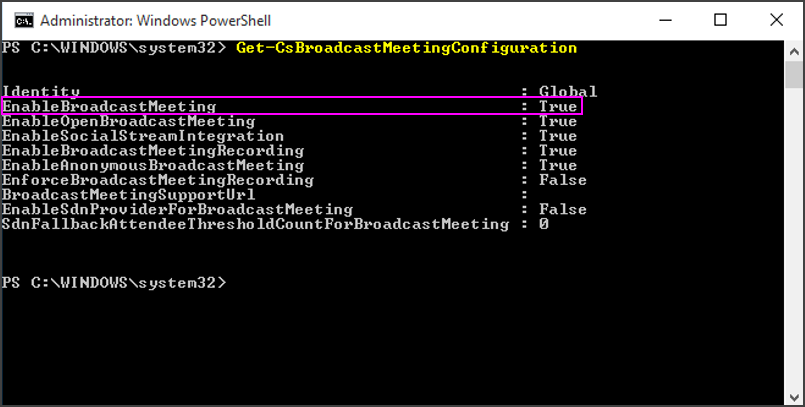 Administrator: Windows PowerShell
PS C:\WINDOWS\system32> Get-CsBroadcastMeetingConfiguration
Identity : Global
EnableBroadcastMeeting : True
EnableOpenBroadcastMeeting : True
EnableSocialStreamIntegration : True
EnableBroadcastMeetingRecording : True
EnableAnonymousBroadcastMeeting : True
EnforceBroadcastMeetingRecording : False
BroadcastMeetingSupportUrl :
EnableSdnProviderForBroadcastMeeting : False
SdnFallbackAttendeeThresholdCountForBroadcastMeeting : 0
PS C:\WINDOWS\system32>